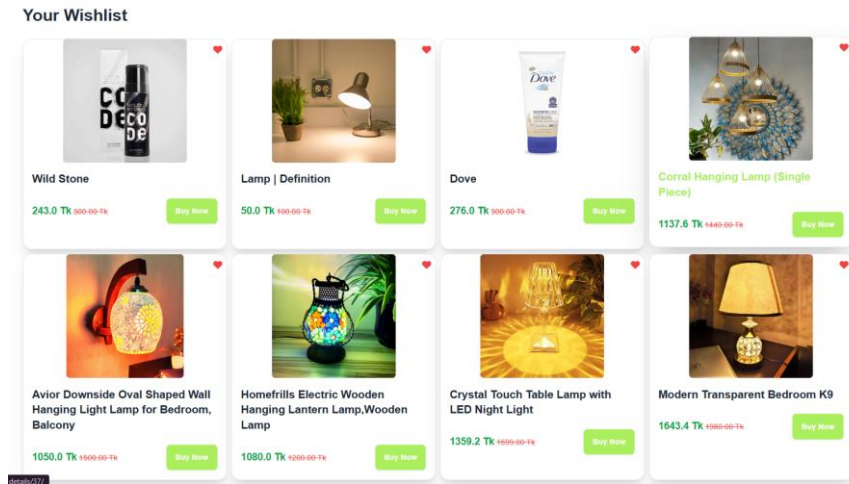 Your Wishlist
CODE
CODE
Dove
Wild Stone
Lamp | Definition
Dove
Corral Hanging Lamp (Single
Piece)
243.0 Tk 300.00 Tk
Buy Now
50.0 Tk 100.00 Tk
Buy Now
276.0 Tk 300.00 Tk
Buy Now
1137.6 Tk 1440.00 Tk
Buy Now
Avior Downside Oval Shaped Wall
Hanging Light Lamp for Bedroom,
Balcony
Homefrills Electric Wooden
Hanging Lantern Lamp,Wooden
Lamp
Crystal Touch Table Lamp with
LED Night Light
Modern Transparent Bedroom K9
1050.0 Tk 1500.00 Tk
Buy Now
1080.0 Tk 1200.00 Tk
Buy Now
1359.2 Tk 1699.00 Tk
Buy Now
1643.4 Tk 1980.00 Tk
Buy Now
details/37/